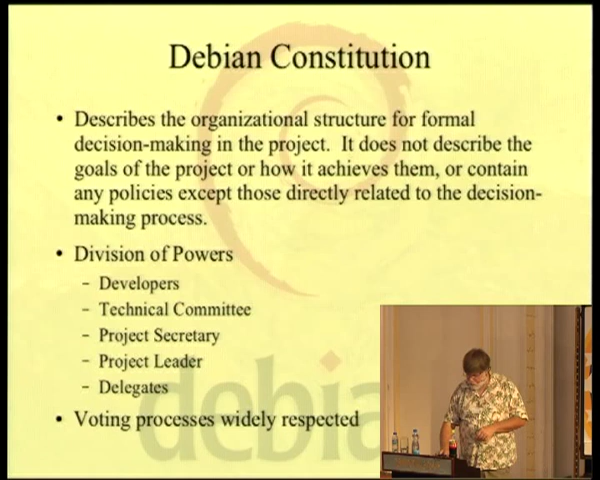 Debian Constitution
• Describes the organizational structure for formal
decision-making in the project. It does not describe the
goals of the project or how it achieves them, or contain
any policies except those directly related to the decision-
making process.
• Division of Powers
– Developers
– Technical Committee
– Project Secretary
– Project Leader
– Delegates
• Voting processes widely respected
debia